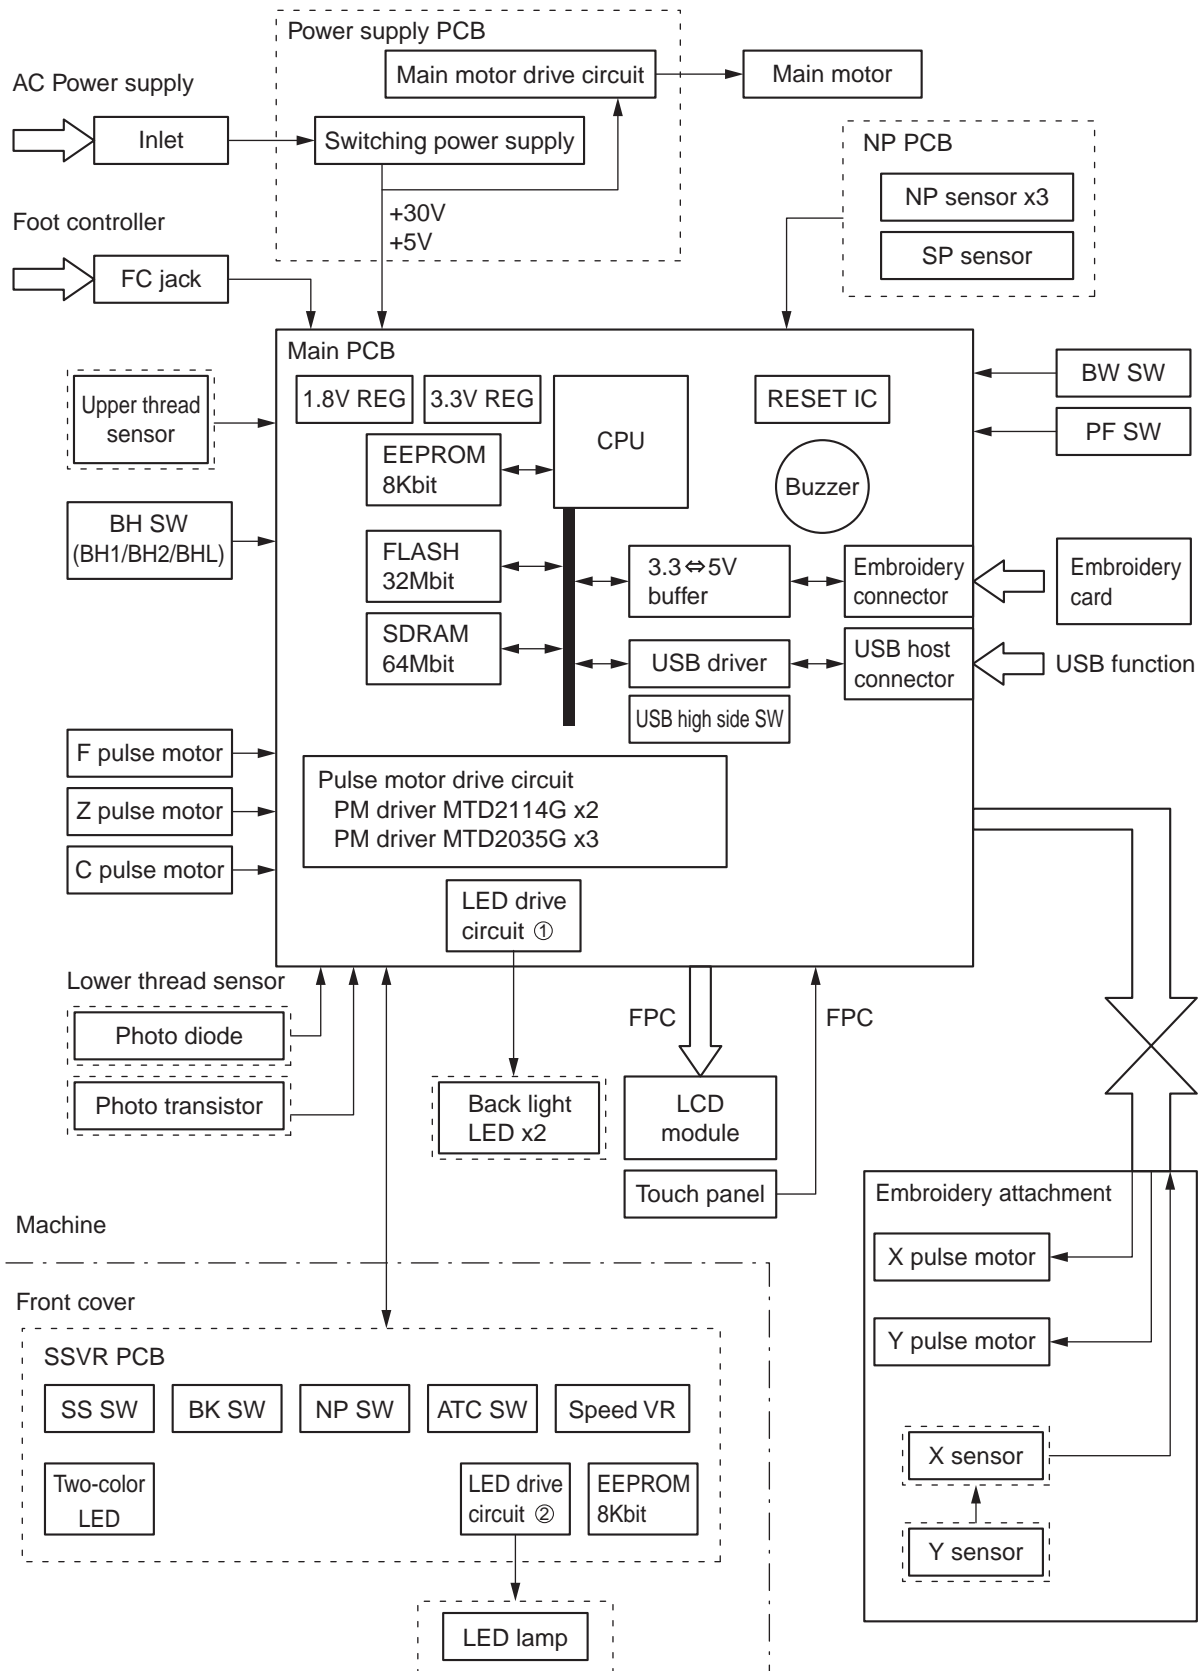 Power supply PCB
Main motor drive circuit
Main motor
AC Power supply
Inlet
Switching power supply
NP PCB
NP sensor x3
SP sensor
+30V
+5V
Foot controller
FC jack
Main PCB
1.8V REG
3.3V REG
CPU
RESET IC
BW SW
PF SW
Upper thread
sensor
EEPROM
8Kbit
Buzzer
BH SW
(BH1/BH2/BHL)
FLASH
32Mbit
3.3⇔5V
buffer
Embroidery
connector
Embroidery
card
SDRAM
64Mbit
USB driver
USB host
connector
USB function
USB high side SW
F pulse motor
Z pulse motor
C pulse motor
Pulse motor drive circuit
PM driver MTD2114G x2
PM driver MTD2035G x3
LED drive
circuit ①
Lower thread sensor
Photo diode
Photo transistor
FPC
FPC
Back light
LED x2
LCD
module
Touch panel
Embroidery attachment
X pulse motor
Y pulse motor
X sensor
Y sensor
Machine
Front cover
SSVR PCB
SS SW
BK SW
NP SW
ATC SW
Speed VR
Two-color
LED
LED drive
circuit ②
EEPROM
8Kbit
LED lamp